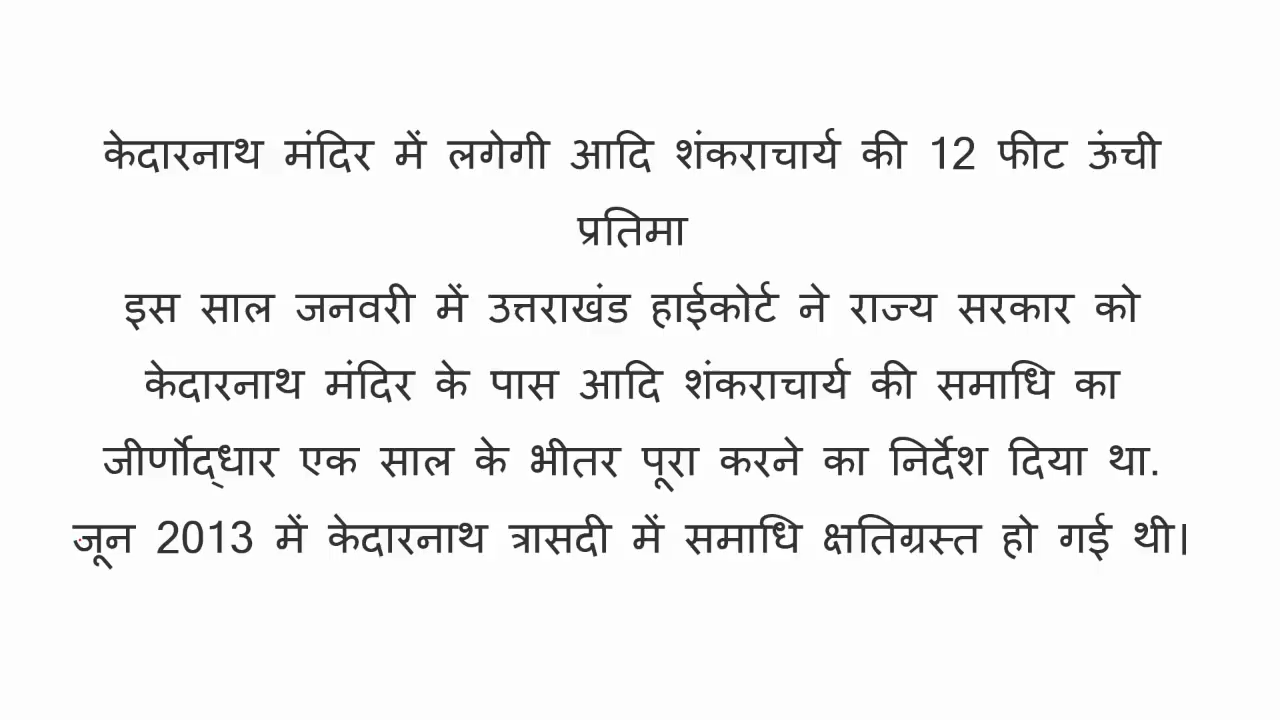 केदारनाथ मंदिर में लगेगी आदि शंकराचार्य की 12 फीट ऊंची
प्रतिमा
इस साल जनवरी में उत्तराखंड हाईकोर्ट ने राज्य सरकार को
केदारनाथ मंदिर के पास आदि शंकराचार्य की समाधि का
जीर्णोद्धार एक साल के भीतर पूरा करने का निर्देश दिया था.
जून 2013 में केदारनाथ त्रासदी में समाधि क्षतिग्रस्त हो गई थी।